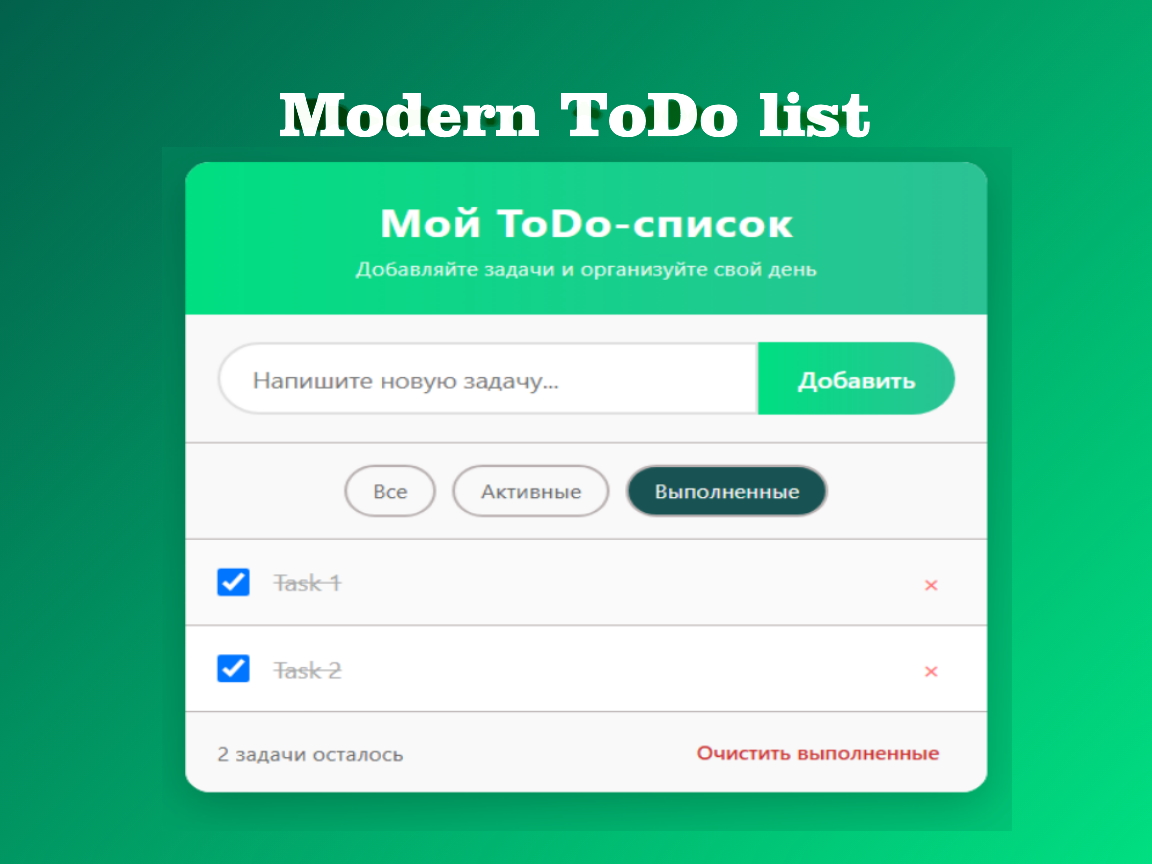 Modern ToDo list
Мой ToDo-список
Добавляйте задачи и организуйте свой день
Напишите новую задачу...
Добавить
Все
Активные
Выполненные
Task 1
×
Task 2
×
2 задачи осталось
Очистить выполненные